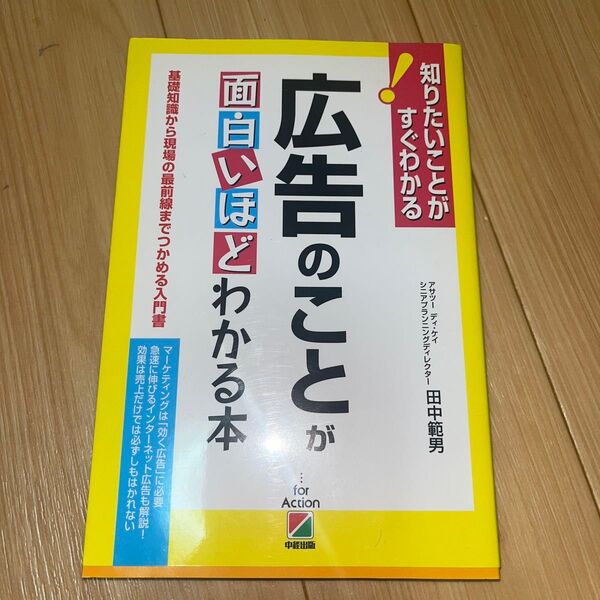 知りたいことが
すぐわかる
!
広告のことが
面白いほど
わかる本
基礎知識から現場の最前線までつかめる入門書
アサツー ディ・ケイ
シニアプランニングディレクター
田中範男
マーケティングは「効く広告」に必要
急速に伸びるインターネット広告も解説!
効果は売上だけでは必ずしもはかれない
…for
Action
中経出版